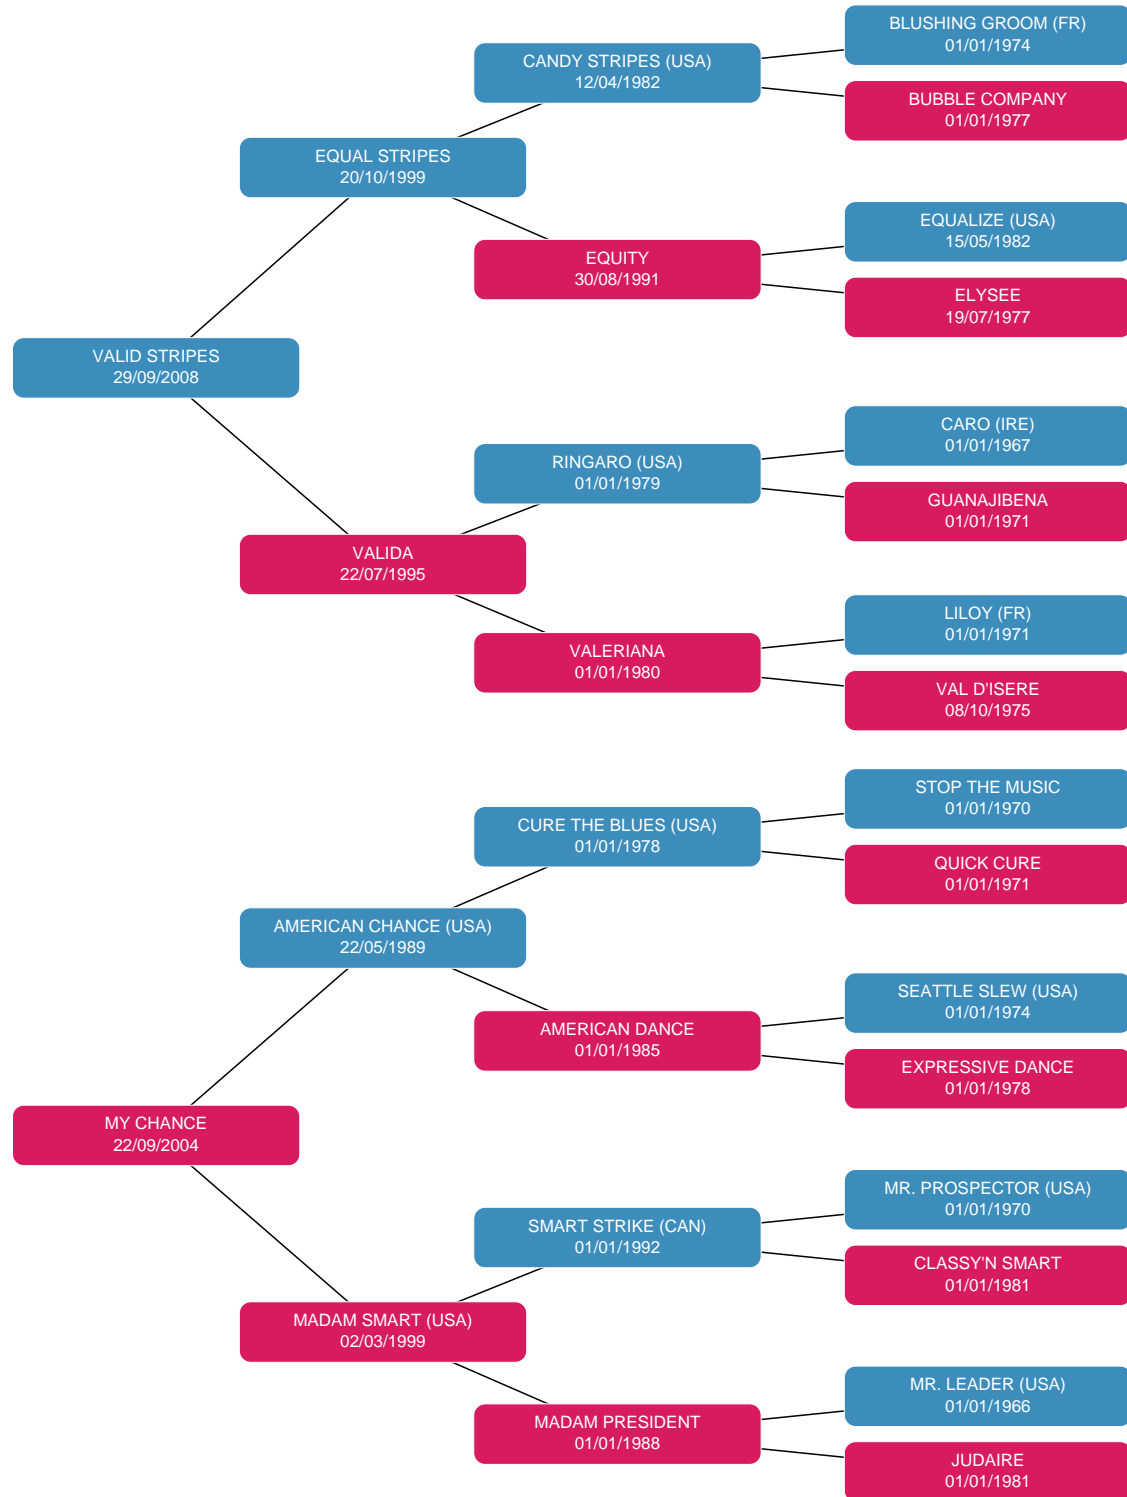 BLUSHING GROOM (FR)
01/01/1974
CANDY STRIPES (USA)
12/04/1982
BUBBLE COMPANY
01/01/1977
EQUAL STRIPES
20/10/1999
EQUALIZE (USA)
15/05/1982
EQUITY
30/08/1991
ELYSEE
19/07/1977
VALID STRIPES
29/09/2008
CARO (IRE)
01/01/1967
RINGARO (USA)
01/01/1979
GUANAJIBENA
01/01/1971
VALIDA
22/07/1995
LILOY (FR)
01/01/1971
VALERIANA
01/01/1980
VAL D'ISERE
08/10/1975
STOP THE MUSIC
01/01/1970
CURE THE BLUES (USA)
01/01/1978
QUICK CURE
01/01/1971
AMERICAN CHANCE (USA)
22/05/1989
SEATTLE SLEW (USA)
01/01/1974
AMERICAN DANCE
01/01/1985
EXPRESSIVE DANCE
01/01/1978
MY CHANCE
22/09/2004
MR. PROSPECTOR (USA)
01/01/1970
SMART STRIKE (CAN)
01/01/1992
CLASSY'N SMART
01/01/1981
MADAM SMART (USA)
02/03/1999
MR. LEADER (USA)
01/01/1966
MADAM PRESIDENT
01/01/1988
JUDAIRE
01/01/1981